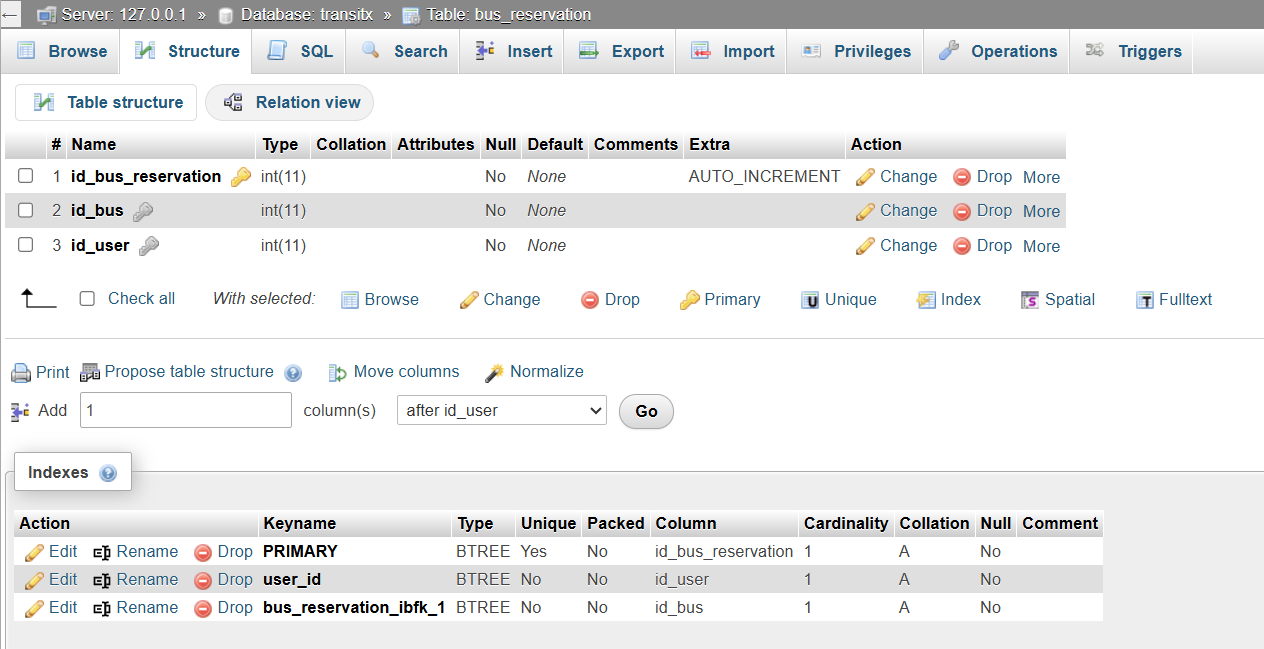 ← Server: 127.0.0.1 » Database: transitx » Table: bus_reservation
Browse Structure SQL Search Insert Export Import Privileges Operations Triggers
Table structure Relation view
# Name Type Collation Attributes Null Default Comments Extra Action
1 id_bus_reservation int(11) No None AUTO_INCREMENT Change Drop More
2 id_bus int(11) No None Change Drop More
3 id_user int(11) No None Change Drop More
Check all With selected: Browse Change Drop Primary U Unique Index S Spatial T Fulltext
Print Propose table structure ? Move columns Normalize
Add 1 column(s) after id_user Go
Indexes ?
Action Keyname Type Unique Packed Column Cardinality Collation Null Comment
Edit Rename Drop PRIMARY BTREE Yes No id_bus_reservation 1 A No
Edit Rename Drop user_id BTREE No No id_user 1 A No
Edit Rename Drop bus_reservation_ibfk_1 BTREE No No id_bus 1 A No